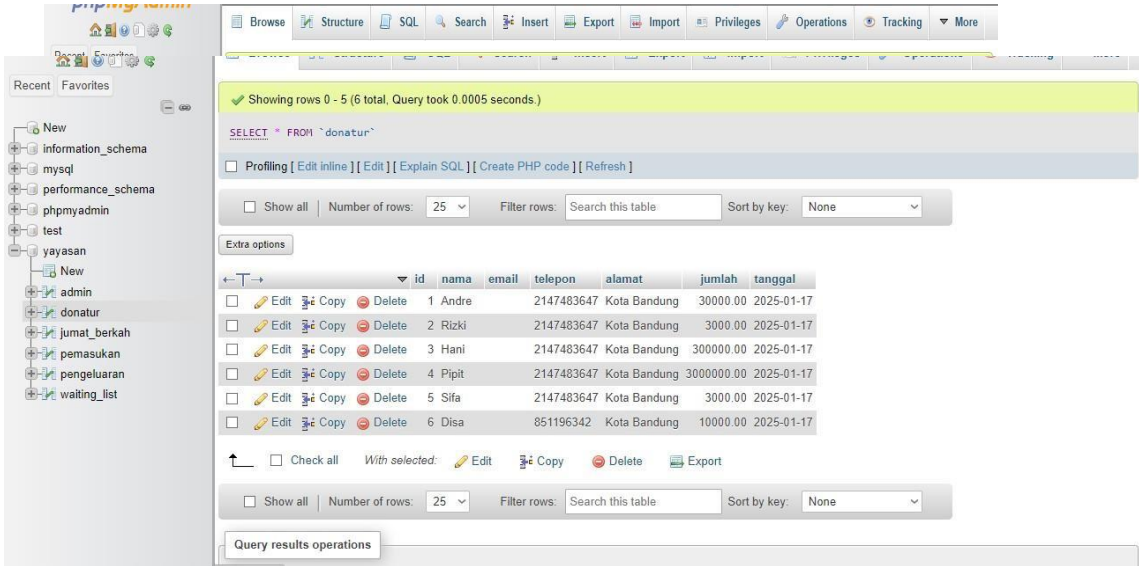 phpMyAdmin
Browse Structure SQL Search Insert Export Import Privileges Operations Tracking More
Recent Favorites
Showing rows 0 - 5 (6 total, Query took 0.0005 seconds.)
SELECT * FROM `donatur`
Profiling [ Edit inline ] [ Edit ] [ Explain SQL ] [ Create PHP code ] [ Refresh ]
New
information_schema
mysql
performance_schema
phpmyadmin
test
yayasan
New
admin
donatur
jumat_berkah
pemasukan
pengeluaran
waiting_list
Show all Number of rows: 25 Filter rows: Search this table Sort by key: None
Extra options
id nama email telepon alamat jumlah tanggal
Edit Copy Delete 1 Andre 2147483647 Kota Bandung 30000.00 2025-01-17
Edit Copy Delete 2 Rizki 2147483647 Kota Bandung 3000.00 2025-01-17
Edit Copy Delete 3 Hani 2147483647 Kota Bandung 300000.00 2025-01-17
Edit Copy Delete 4 Pipit 2147483647 Kota Bandung 3000000.00 2025-01-17
Edit Copy Delete 5 Sifa 2147483647 Kota Bandung 3000.00 2025-01-17
Edit Copy Delete 6 Disa 851196342 Kota Bandung 10000.00 2025-01-17
Check all With selected: Edit Copy Delete Export
Show all Number of rows: 25 Filter rows: Search this table Sort by key: None
Query results operations